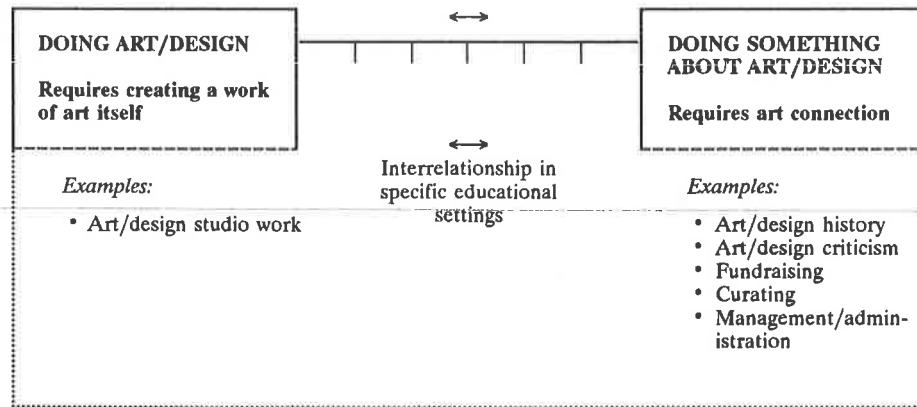 DOING ART/DESIGN
Requires creating a work
of art itself
DOING SOMETHING
ABOUT ART/DESIGN
Requires art connection
Interrelationship in
specific educational
settings
Examples:
• Art/design studio work
Examples:
• Art/design history
• Art/design criticism
• Fundraising
• Curating
• Management/admin-
istration